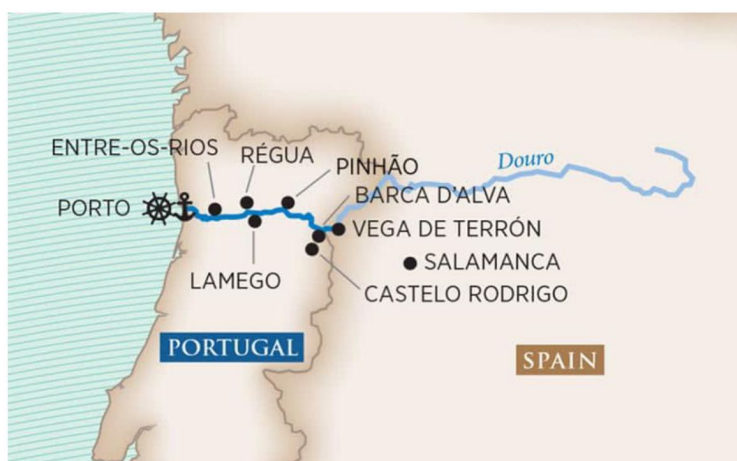 ENTRE-OS-RIOS
RÉGUA
PINHÃO
Douro
BARCA D'ALVA
PORTO
VEGA DE TERRÓN
SALAMANCA
LAMEGO
CASTELO RODRIGO
PORTUGAL
SPAIN